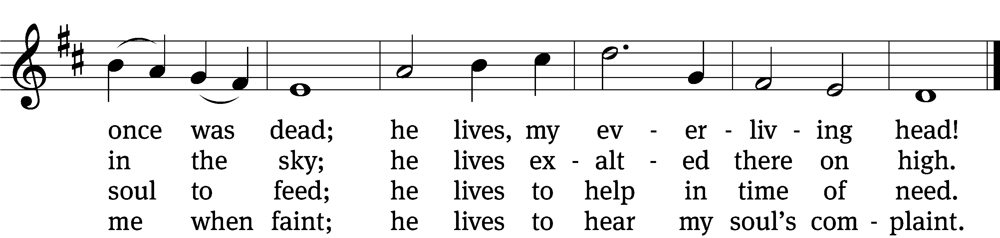 once was dead; he lives, my ev - er - liv - ing head!
in the sky; he lives ex - alt - ed there on high.
soul to feed; he lives to help in time of need.
me when faint; he lives to hear my soul’s com - plaint.